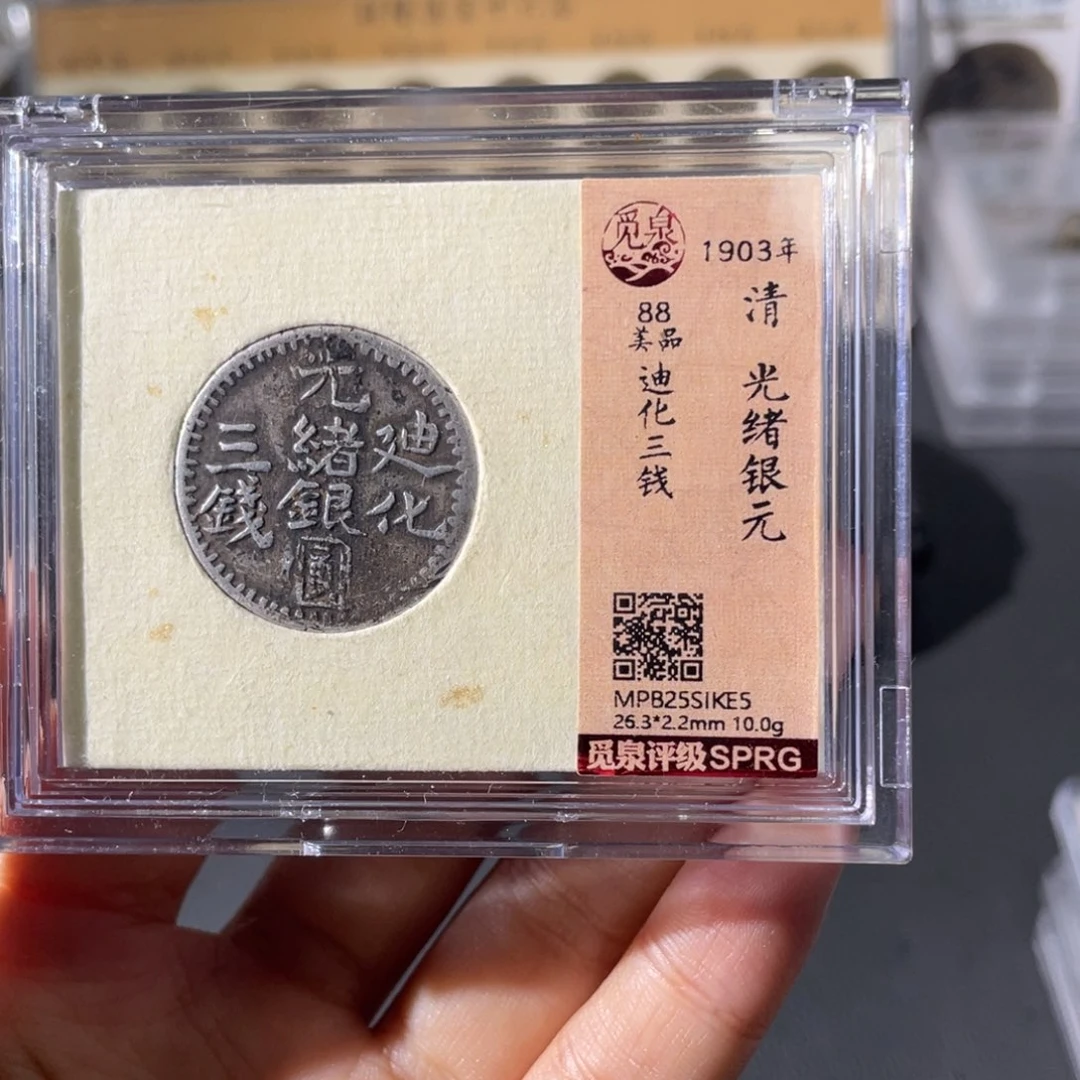 光緒銀圓
迪化
三錢
觅泉
1903年
清 光绪银元
88
美品
迪化三钱
MPB25SIKE5
26.3*2.2mm 10.0g
觅泉评级SPRG